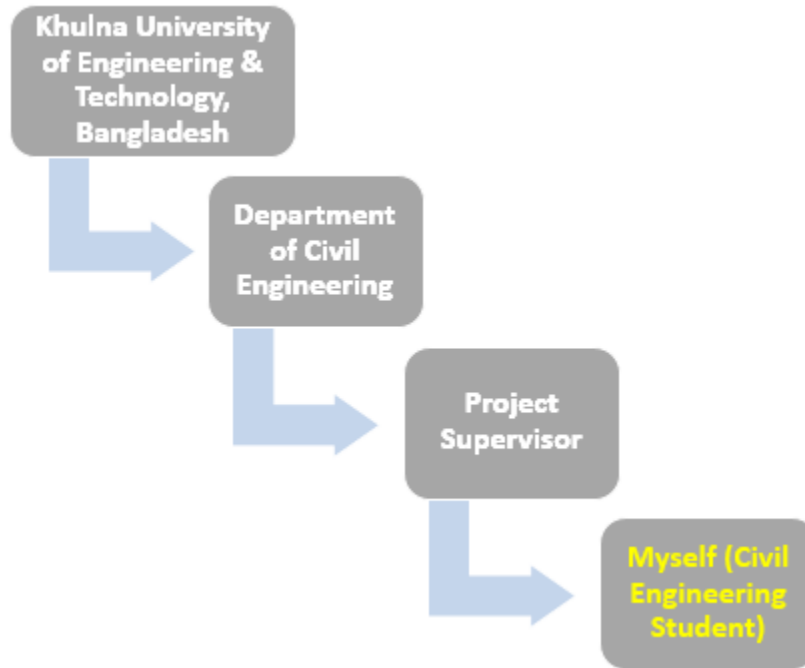 Khulna University
of Engineering &
Technology,
Bangladesh
Department
of Civil
Engineering
Project
Supervisor
Myself (Civil
Engineering
Student)